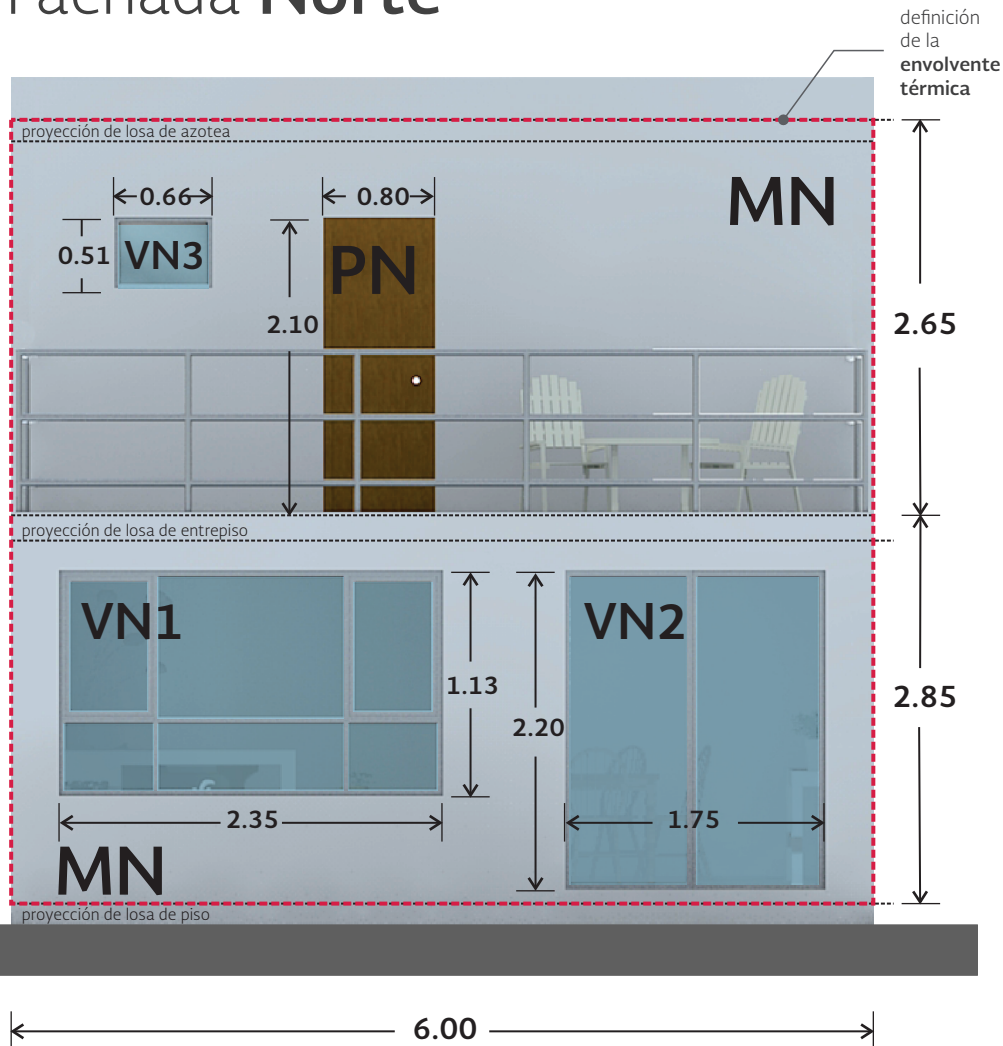 Fachada Norte
definición
de la
envolvente
térmica
proyección de losa de azotea
0.66
0.80
MN
0.51
VN3
PN
2.10
2.65
proyección de losa de entrepiso
VN1
VN2
1.13
2.85
2.20
2.35
1.75
MN
proyección de losa de piso
6.00